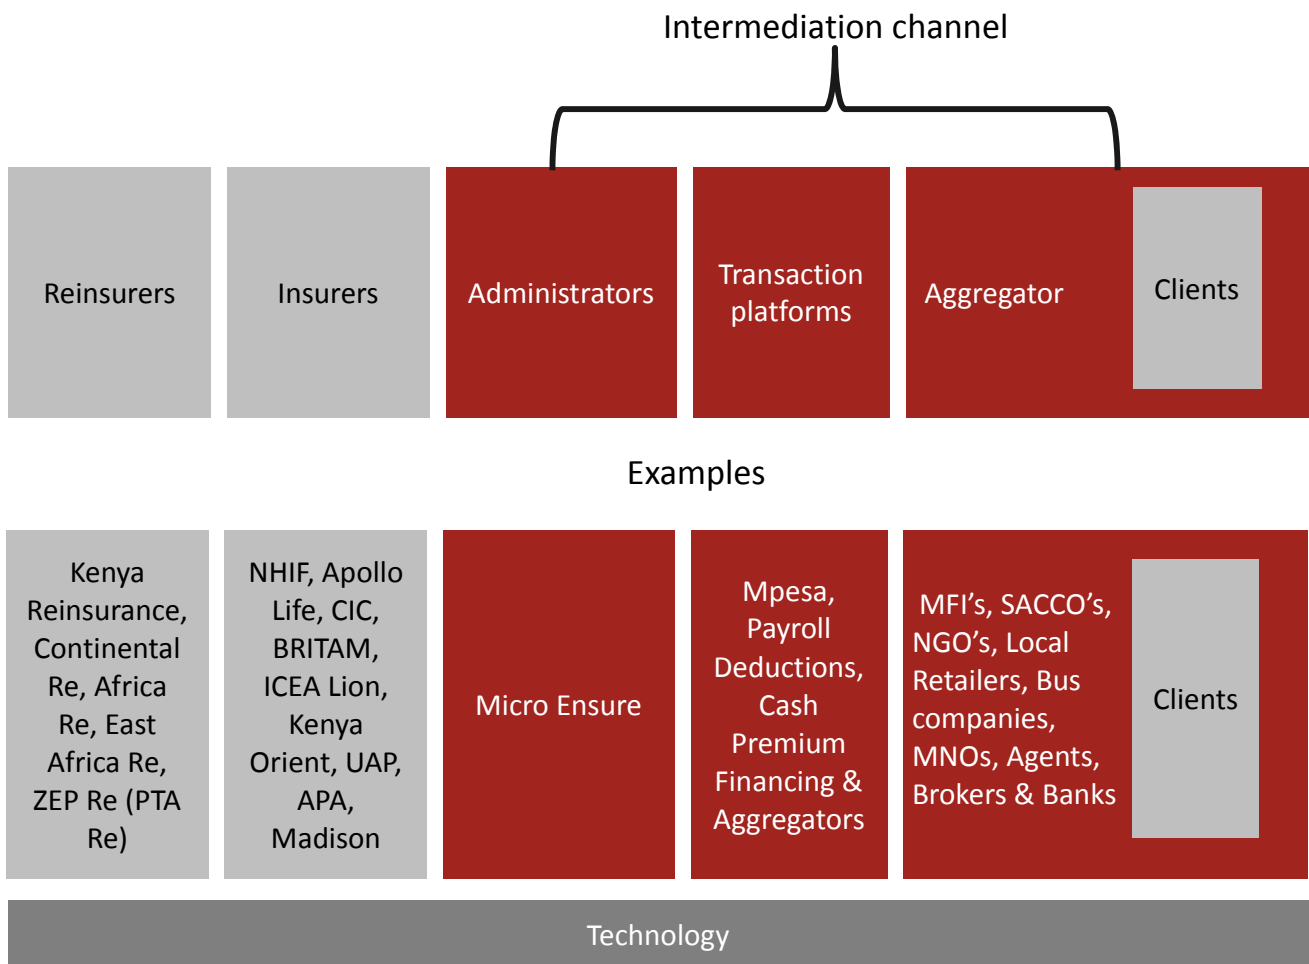 Intermediation channel
Reinsurers
Insurers
Administrators
Transaction
platforms
Aggregator
Clients
Examples
Kenya
Reinsurance,
Continental
Re, Africa
Re, East
Africa Re,
ZEP Re (PTA
Re)
NHIF, Apollo
Life, CIC,
BRITAM,
ICEA Lion,
Kenya
Orient, UAP,
APA,
Madison
Micro Ensure
Mpesa,
Payroll
Deductions,
Cash
Premium
Financing &
Aggregators
MFI’s, SACCO’s,
NGO’s, Local
Retailers, Bus
companies,
MNOs, Agents,
Brokers & Banks
Clients
Technology